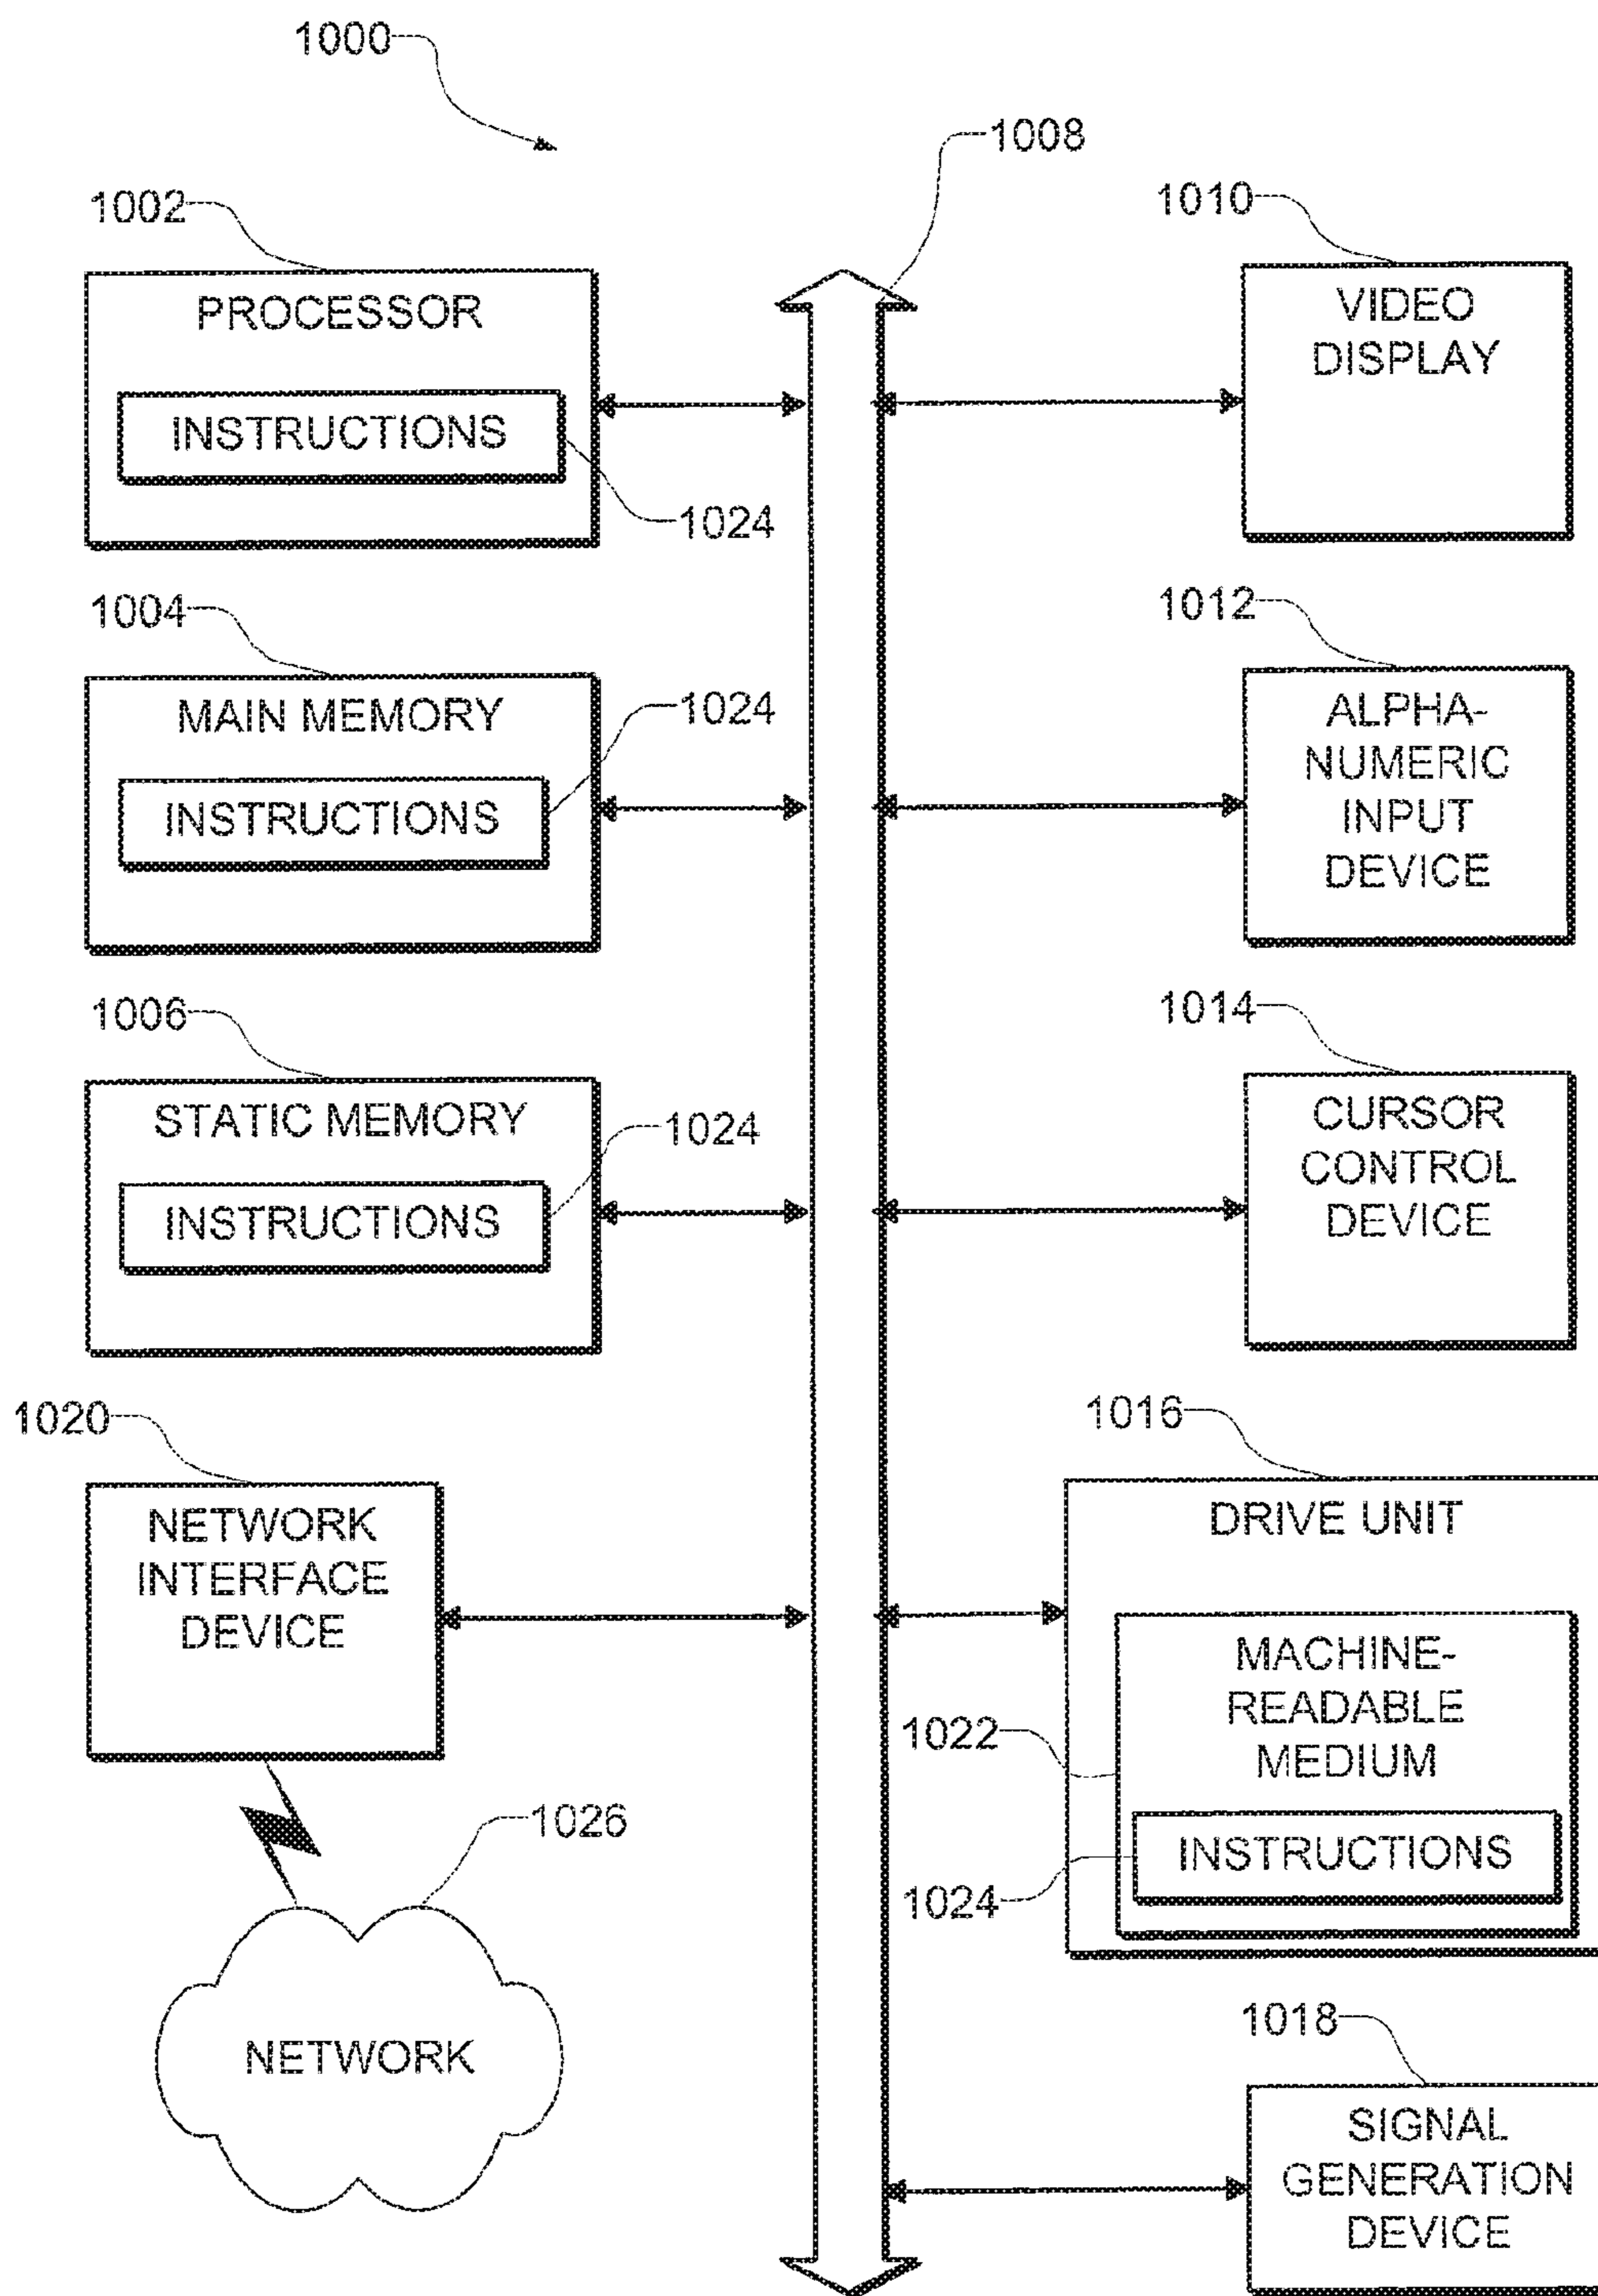 1000
1008
1002
PROCESSOR
INSTRUCTIONS
1024
1010
VIDEO
DISPLAY
1004
MAIN MEMORY
1024
INSTRUCTIONS
1012
ALPHA-
NUMERIC
INPUT
DEVICE
1006
STATIC MEMORY
1024
INSTRUCTIONS
1014
CURSOR
CONTROL
DEVICE
1020
NETWORK
INTERFACE
DEVICE
1016
DRIVE UNIT
1022
MACHINE-
READABLE
MEDIUM
1024
INSTRUCTIONS
1026
NETWORK
1018
SIGNAL
GENERATION
DEVICE